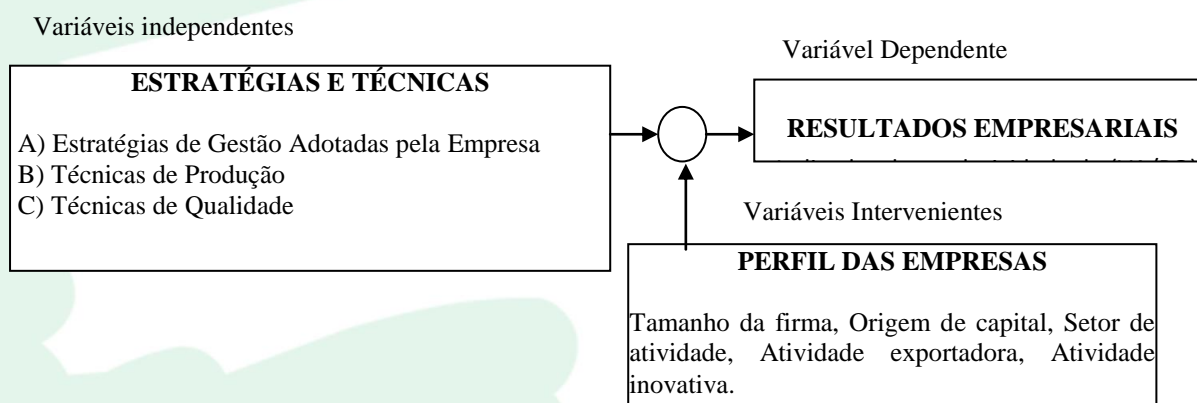 Variáveis independentes
ESTRATÉGIAS E TÉCNICAS
A) Estratégias de Gestão Adotadas pela Empresa
B) Técnicas de Produção
C) Técnicas de Qualidade
Variável Dependente
RESULTADOS EMPRESARIAIS
Variáveis Intervenientes
PERFIL DAS EMPRESAS
Tamanho da firma, Origem de capital, Setor de
atividade, Atividade exportadora, Atividade
inovativa.